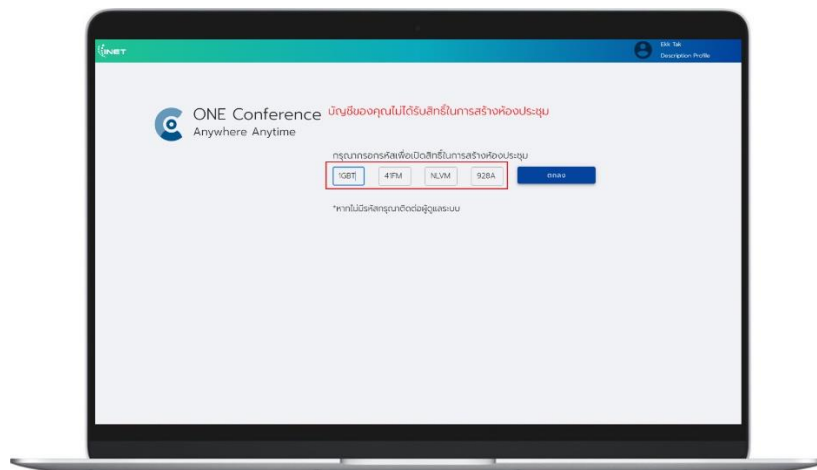 INET
Ekk Tak
Description Profile
ONE Conference
Anywhere Anytime
บัญชีของคุณไม่ได้รับสิทธิ์ในการสร้างห้องประชุม
กรุณากรอกรหัสเพื่อเปิดสิทธิ์ในการสร้างห้องประชุม
1GBT 41FM NLVM 928A ตกลง
*หากไม่มีรหัสกรุณาติดต่อผู้ดูแลระบบ